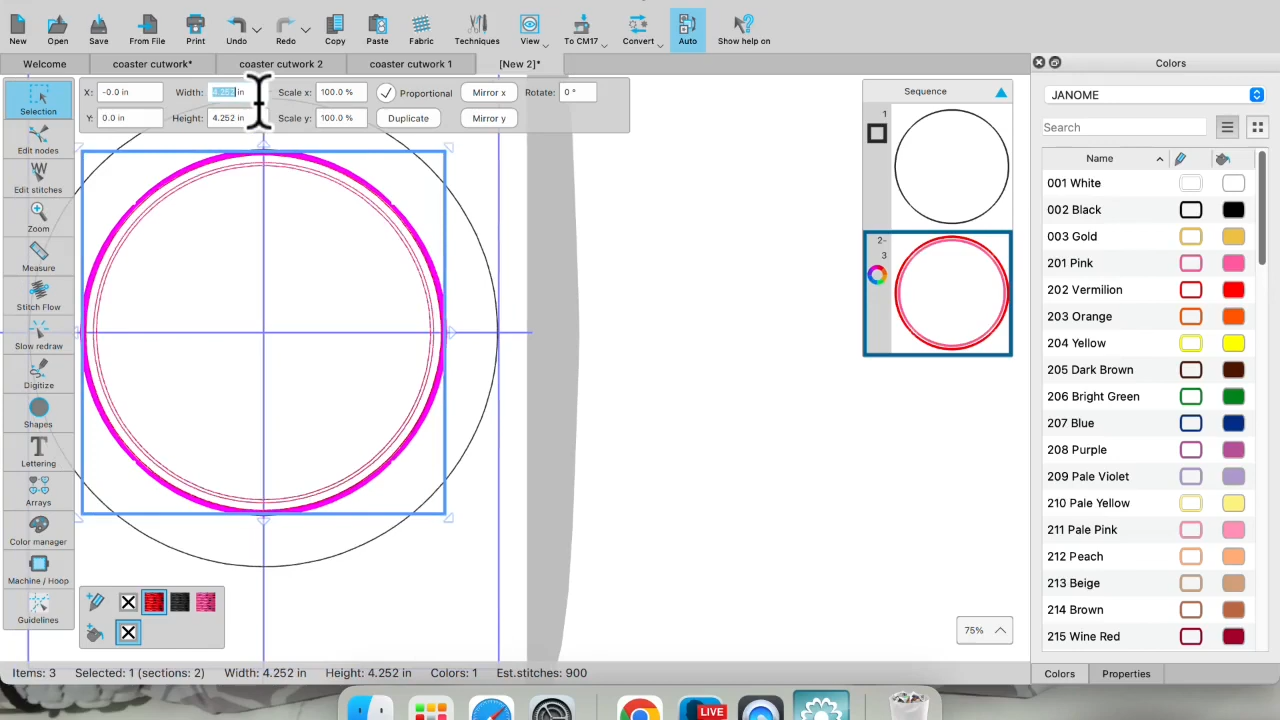 New Open Save From File Print Undo Redo Copy Paste Fabric Techniques View To CM17 Convert Auto Show help on
Welcome coaster cutwork* coaster cutwork 2 coaster cutwork 1 [New 2]*
X: -0.0 in Width: 4.252 in Scale x: 100.0 % Proportional Mirror x Rotate: 0 °
Y: 0.0 in Height: 4.252 in Scale y: 100.0 % Duplicate Mirror y
Selection
Edit nodes
Edit stitches
Zoom
Measure
Stitch Flow
Slow redraw
Digitize
Shapes
Lettering
Arrays
Color manager
Machine / Hoop
Guidelines
Sequence
1
2-
3
75%
Colors
JANOME
Search
Name
001 White
002 Black
003 Gold
201 Pink
202 Vermilion
203 Orange
204 Yellow
205 Dark Brown
206 Bright Green
207 Blue
208 Purple
209 Pale Violet
210 Pale Yellow
211 Pale Pink
212 Peach
213 Beige
214 Brown
215 Wine Red
Colors Properties
Items: 3 Selected: 1 (sections: 2) Width: 4.252 in Height: 4.252 in Colors: 1 Est.stitches: 900
LIVE